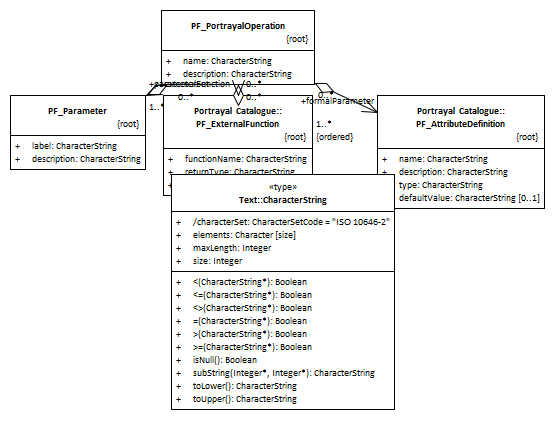 PF_PortrayalOperation
{root}
+ name: CharacterString
+ description: CharacterString
0..*
0..*
1..*
0..*
0..*
+formalParameter
1..*
{ordered}
PF_Parameter
{root}
+ label: CharacterString
+ description: CharacterString
Portrayal Catalogue::
PF_ExternalFunction
{root}
+ functionName: CharacterString
+ returnType: CharacterString
+
Portrayal Catalogue::
PF_AttributeDefinition
{root}
+ name: CharacterString
+ description: CharacterString
type: CharacterString
defaultValue: CharacterString [0..1]
«type»
Text::CharacterString
+ /characterSet: CharacterSetCode = "ISO 10646-2"
+ elements: Character [size]
+ maxLength: Integer
+ size: Integer
+ <(CharacterString*): Boolean
+ <=(CharacterString*): Boolean
+ <>(CharacterString*): Boolean
+ =(CharacterString*): Boolean
+ >(CharacterString*): Boolean
+ >=(CharacterString*): Boolean
+ isNull(): Boolean
+ subString(Integer*, Integer*): CharacterString
+ toLower(): CharacterString
+ toUpper(): CharacterString